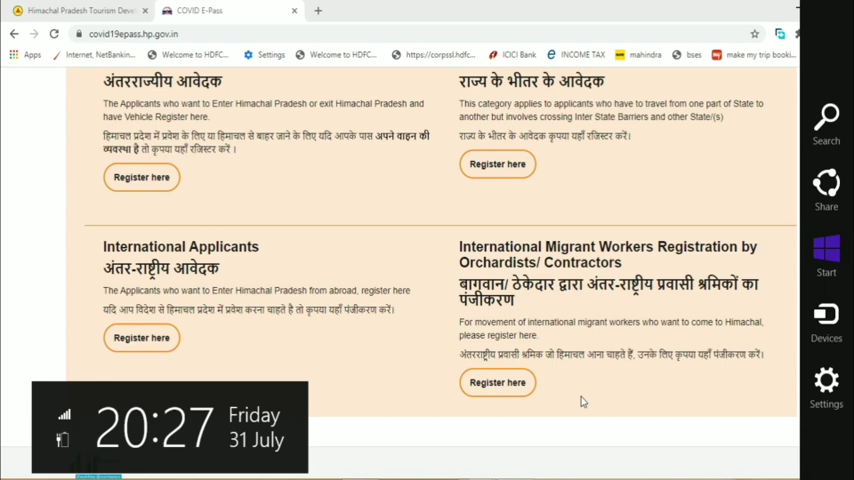 Himachal Pradesh Tourism Devel
COVID E-Pass
covid19epass.hp.gov.in
Apps
Internet, NetBankin...
Welcome to HDFC...
Settings
Welcome to HDFC...
https://corpssl.hdfc...
ICICI Bank
INCOME TAX
mahindra
bses
make my trip booki...
अंतरराज्यीय आवेदक
The Applicants who want to Enter Himachal Pradesh or exit Himachal Pradesh and
have Vehicle Register here.
हिमाचल प्रदेश में प्रवेश के लिए या हिमाचल से बाहर जाने के लिए यदि आपके पास अपने वाहन की
व्यवस्था है तो कृपया यहाँ रजिस्टर करें ।
Register here
राज्य के भीतर के आवेदक
This category applies to applicants who have to travel from one part of State to
another but involves crossing Inter State Barriers and other State/(s)
राज्य के भीतर के आवेदक कृपया यहाँ रजिस्टर करें।
Register here
International Applicants
अंतर-राष्ट्रीय आवेदक
The Applicants who want to Enter Himachal Pradesh from abroad, register here
यदि आप विदेश से हिमाचल प्रदेश में प्रवेश करना चाहते है तो कृपया यहाँ पंजीकरण करें।
Register here
International Migrant Workers Registration by
Orchardists/ Contractors
बागवान/ ठेकेदार द्वारा अंतर-राष्ट्रीय प्रवासी श्रमिकों का
पंजीकरण
For movement of international migrant workers who want to come to Himachal,
please register here.
अंतरराष्ट्रीय प्रवासी श्रमिक जो हिमाचल आना चाहते हैं, उनके लिए कृपया यहाँ पंजीकरण करें।
Register here
20:27
Friday
31 July
Search
Share
Start
Devices
Settings